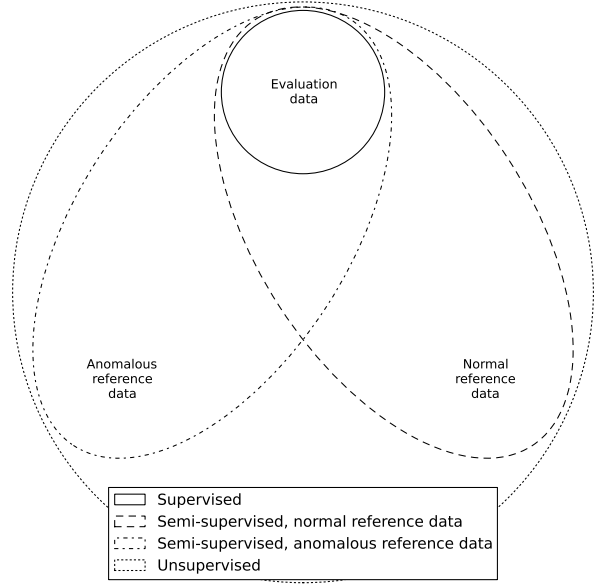 Evaluation
data
Anomalous
reference
data
Normal
reference
data
Supervised
Semi-supervised, normal reference data
Semi-supervised, anomalous reference data
Unsupervised